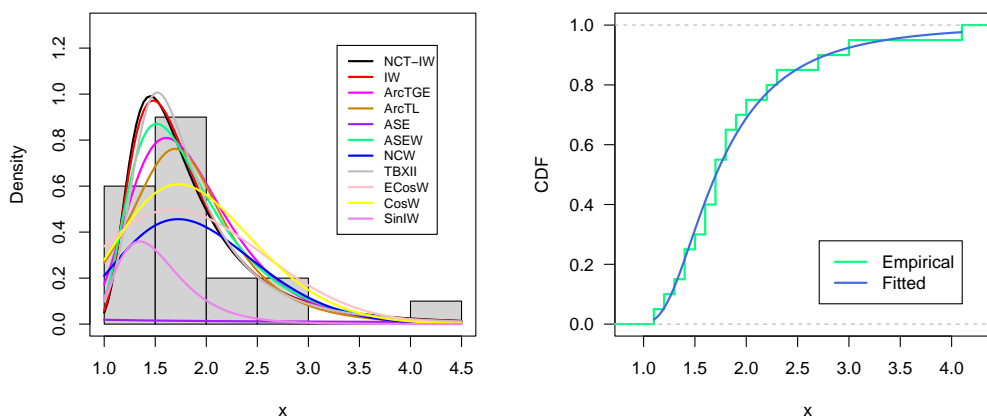 NCT−IW
IW
ArcTGE
ArcTL
ASE
ASEW
NCW
TBXII
ECosW
CosW
SinIW
Density
0.0 0.2 0.4 0.6 0.8 1.0 1.2
1.0 1.5 2.0 2.5 3.0 3.5 4.0 4.5
x
CDF
0.0 0.2 0.4 0.6 0.8 1.0
Empirical
Fitted
1.0 1.5 2.0 2.5 3.0 3.5 4.0
x